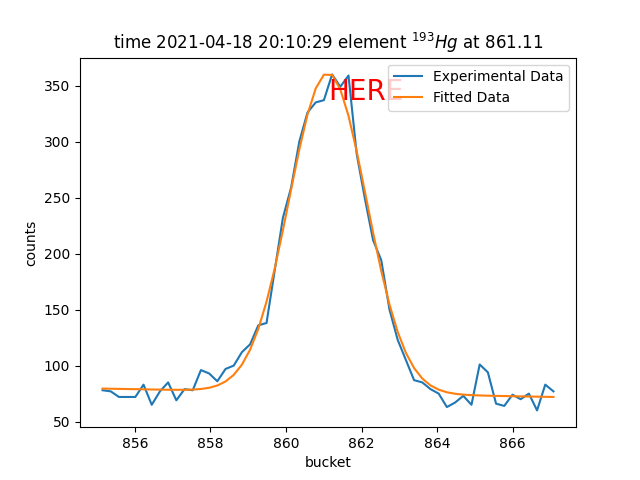 time 2021-04-18 20:10:29 element ¹⁹³Hg at 861.11
HERE
Experimental Data
Fitted Data
counts
350
300
250
200
150
100
50
856 858 860 862 864 866
bucket